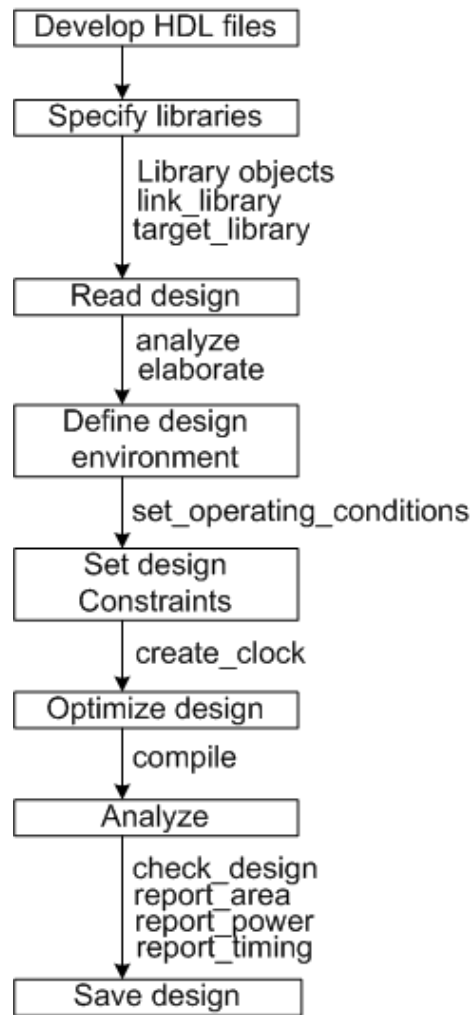 Develop HDL files
Specify libraries
Library objects
link_library
target_library
Read design
analyze
elaborate
Define design
environment
set_operating_conditions
Set design
Constraints
create_clock
Optimize design
compile
Analyze
check_design
report_area
report_power
report_timing
Save design